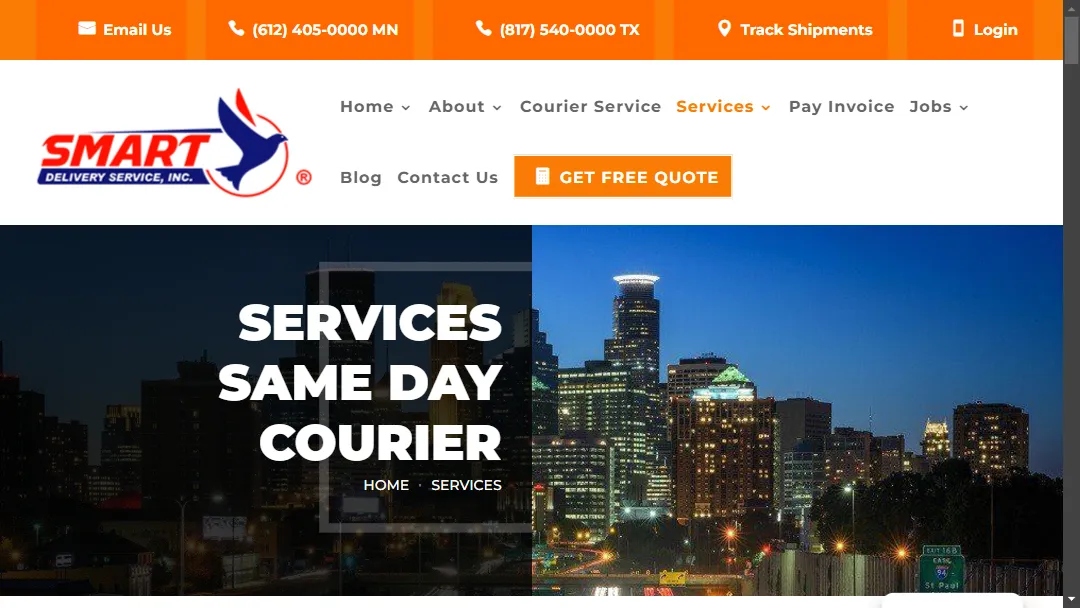 Email Us
(612) 405-0000 MN
(817) 540-0000 TX
Track Shipments
Login
SMART
DELIVERY SERVICE, INC.
®
Home
About
Courier Service
Services
Pay Invoice
Jobs
Blog
Contact Us
GET FREE QUOTE
SERVICES
SAME DAY
COURIER
HOME · SERVICES
EXIT 16B
EAST
94
St Paul